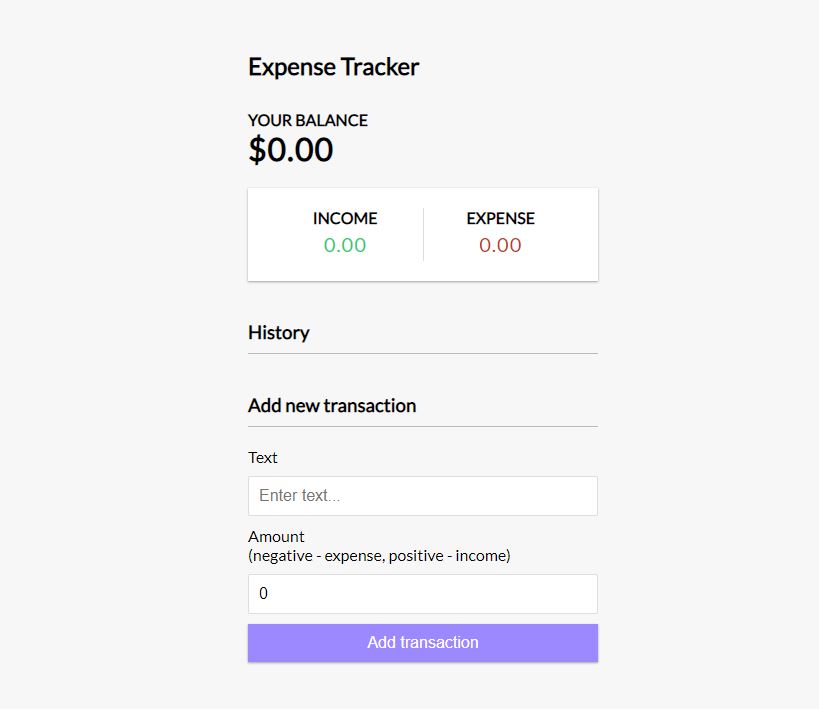 Expense Tracker
YOUR BALANCE
$0.00
INCOME
EXPENSE
0.00
0.00
History
Add new transaction
Text
Enter text...
Amount
(negative - expense, positive - income)
0
Add transaction